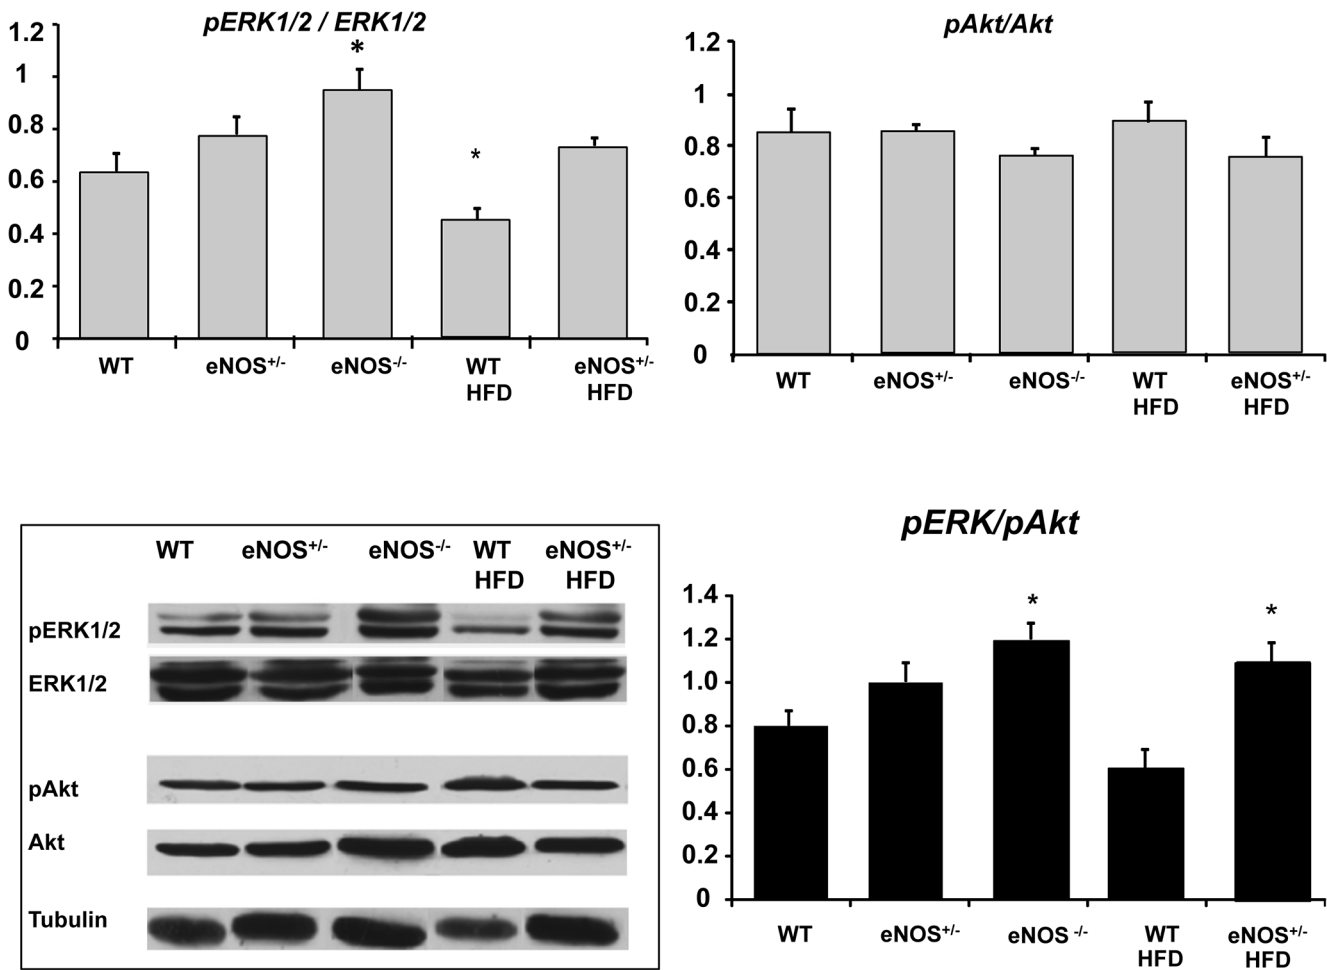 pERK1/2 / ERK1/2
1.2
1
0.8
0.6
0.4
0.2
0
*
*
WT eNOS+/- eNOS-/- WT HFD eNOS+/- HFD
pAkt/Akt
1.2
1
0.8
0.6
0.4
0.2
0
WT eNOS+/- eNOS-/- WT HFD eNOS+/- HFD
WT eNOS+/- eNOS-/- WT HFD eNOS+/- HFD
pERK1/2
ERK1/2
pAkt
Akt
Tubulin
pERK/pAkt
1.4
1.2
1.0
0.8
0.6
0.4
0.2
0
*
*
WT eNOS+/- eNOS -/- WT HFD eNOS+/- HFD